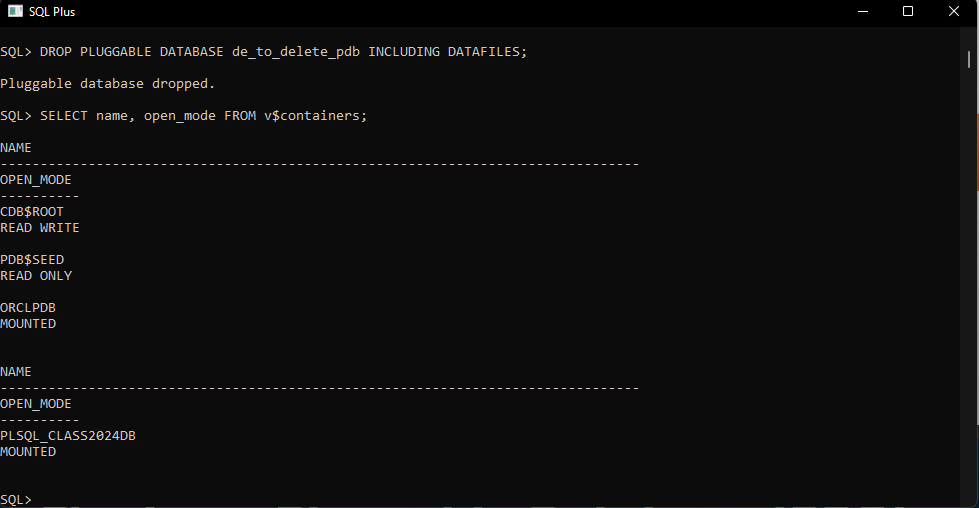 SQL Plus
SQL> DROP PLUGGABLE DATABASE de_to_delete_pdb INCLUDING DATAFILES;
Pluggable database dropped.
SQL> SELECT name, open_mode FROM v$containers;
NAME
--------------------------------------------------------------------------------
OPEN_MODE
----------
CDB$ROOT
READ WRITE
PDB$SEED
READ ONLY
ORCLPDB
MOUNTED
NAME
--------------------------------------------------------------------------------
OPEN_MODE
----------
PLSQL_CLASS2024DB
MOUNTED
SQL>